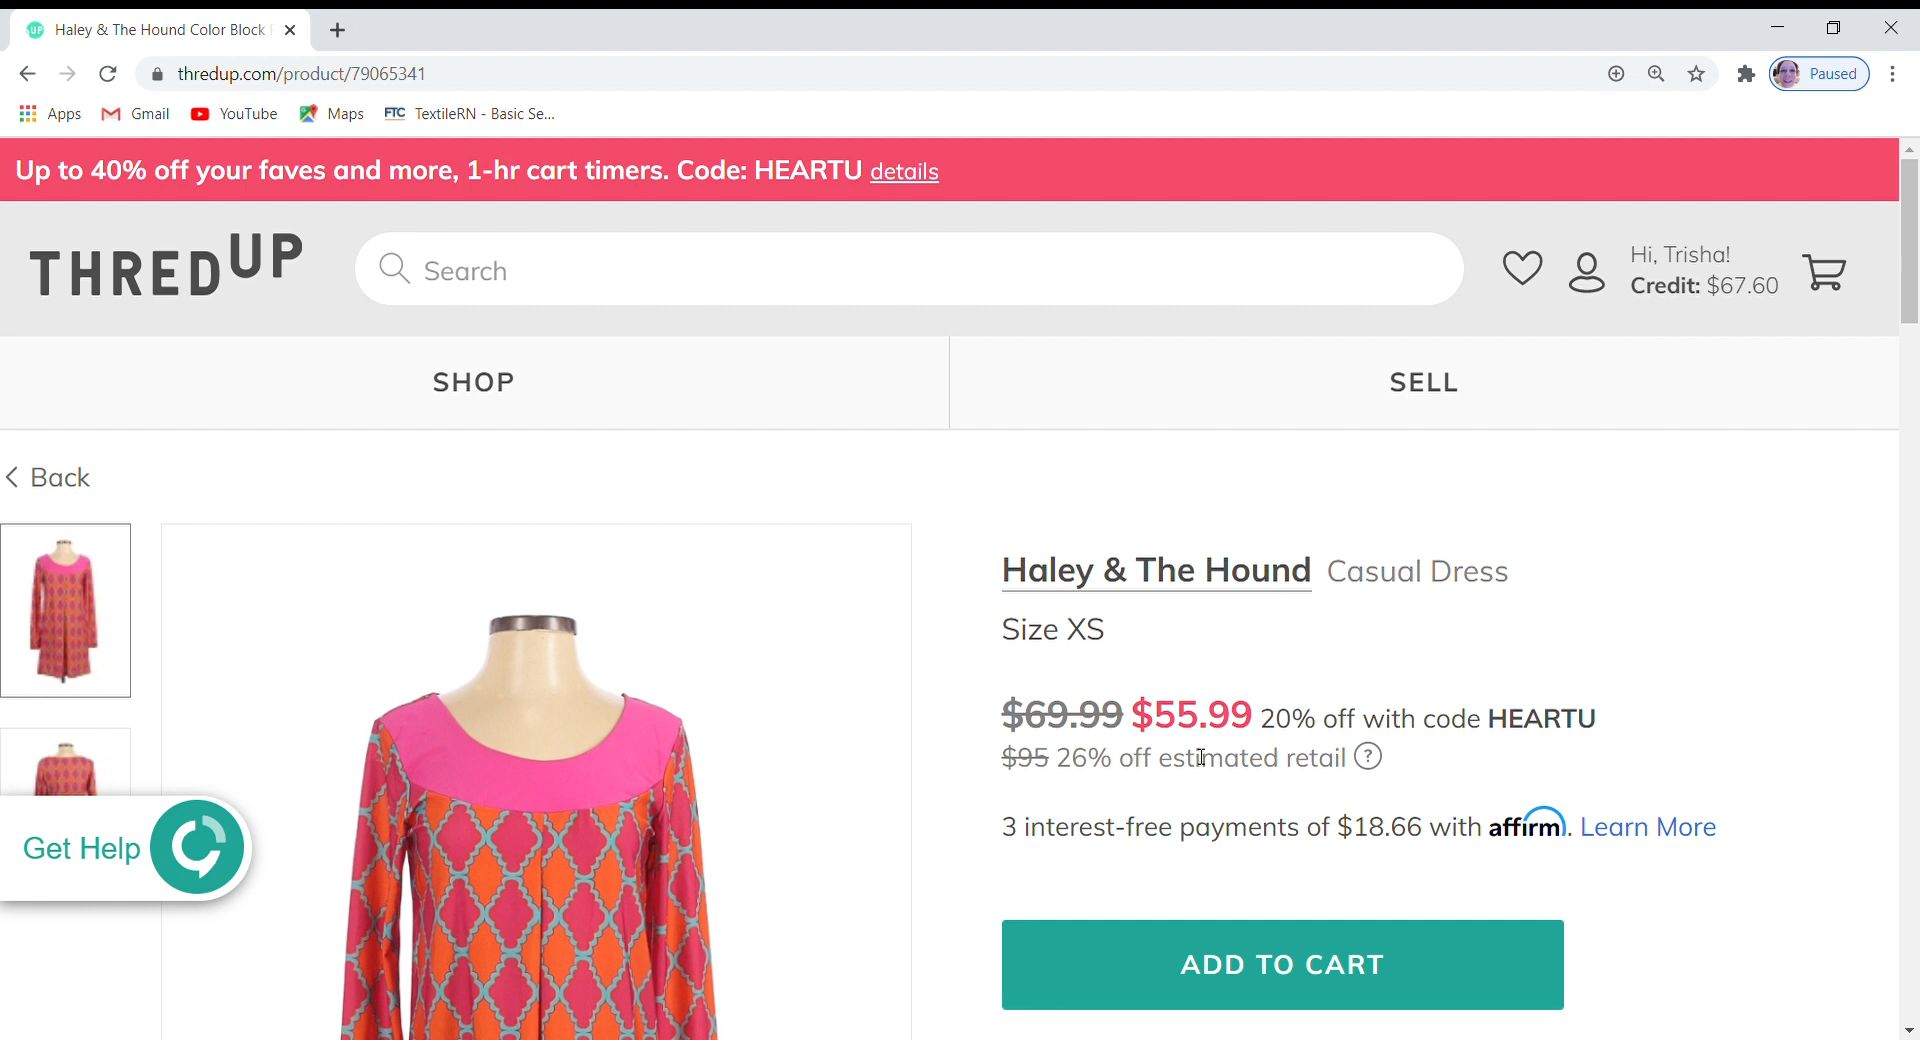 UP Haley & The Hound Color Block
thredup.com/product/79065341
Paused
Apps Gmail YouTube Maps FTC TextileRN - Basic Se...
Up to 40% off your faves and more, 1-hr cart timers. Code: HEARTU details
THREDUP
Search
Hi, Trisha!
Credit: $67.60
SHOP SELL
Back
Haley & The Hound Casual Dress
Size XS
$69.99 $55.99 20% off with code HEARTU
$95 26% off estimated retail ?
3 interest-free payments of $18.66 with affirm. Learn More
Get Help
ADD TO CART